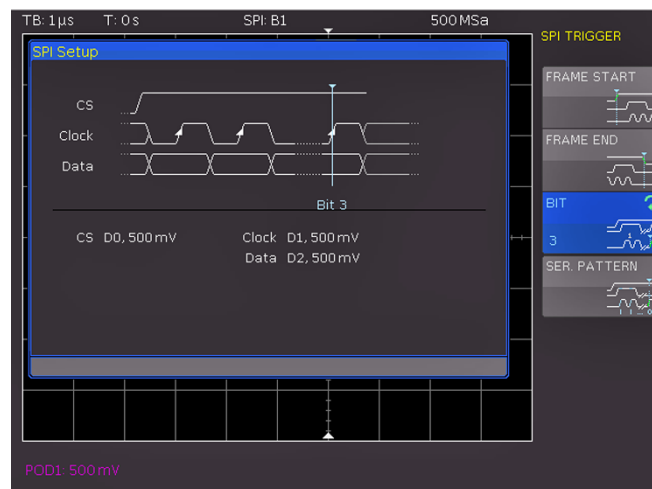 TB: 1 µs T: 0 s SPI: B1 500 MSa
SPI TRIGGER
SPI Setup
FRAME START
CS
Clock
FRAME END
Data
Bit 3
BIT
3
CS D0, 500 mV Clock D1, 500 mV
Data D2, 500 mV
SER. PATTERN
POD1: 500 mV